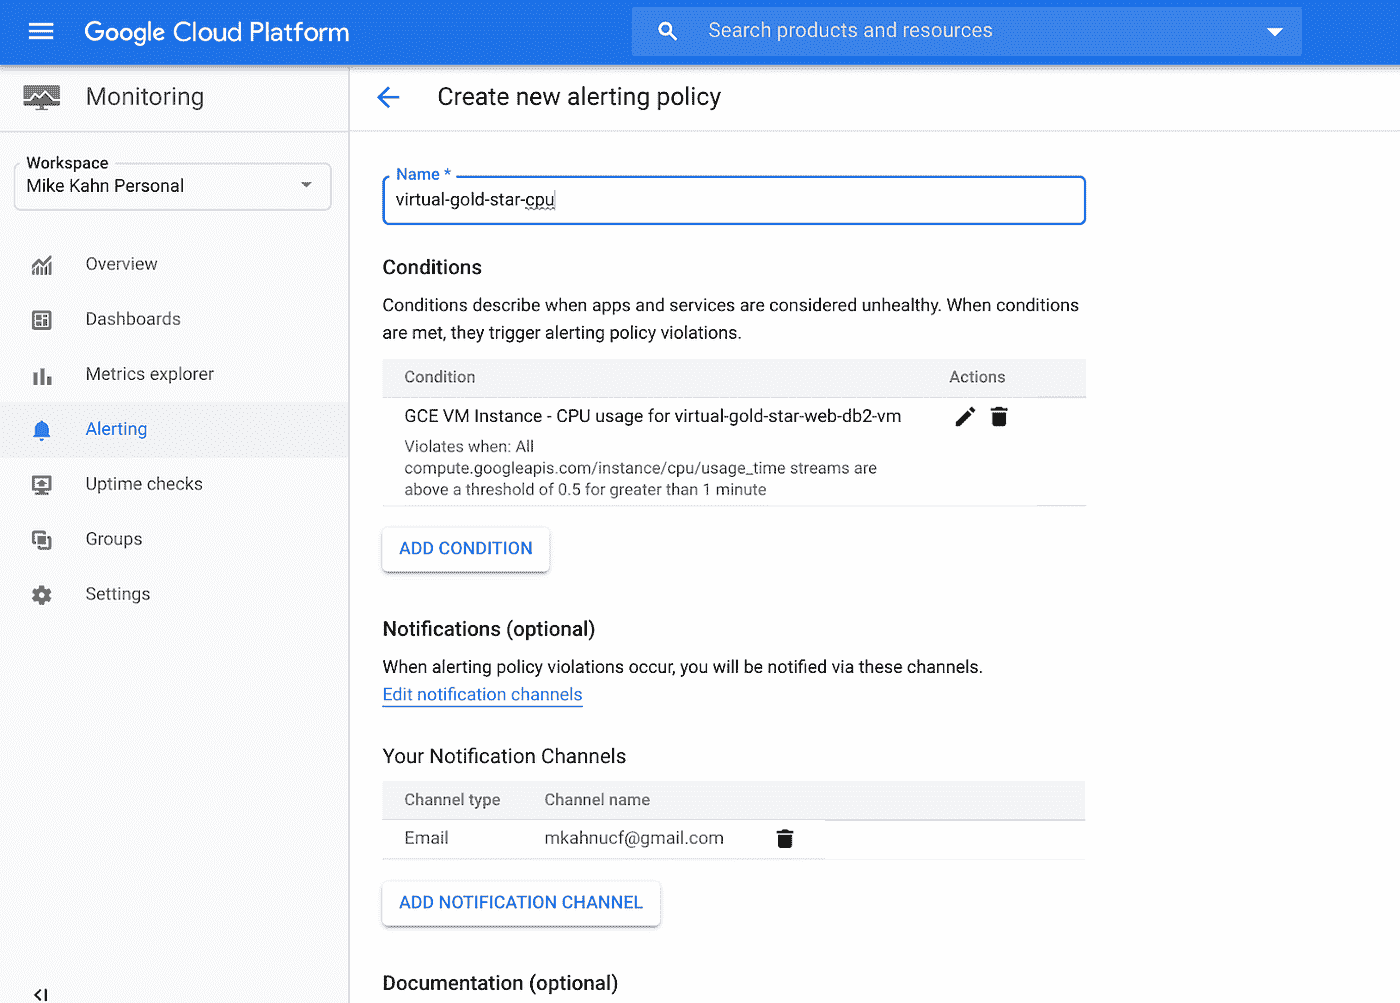 Google Cloud Platform
Search products and resources
Monitoring
Create new alerting policy
Workspace
Mike Kahn Personal
Overview
Dashboards
Metrics explorer
Alerting
Uptime checks
Groups
Settings
Name *
virtual-gold-star-cpu
Conditions
Conditions describe when apps and services are considered unhealthy. When conditions
are met, they trigger alerting policy violations.
Condition Actions
GCE VM Instance - CPU usage for virtual-gold-star-web-db2-vm
Violates when: All
compute.googleapis.com/instance/cpu/usage_time streams are
above a threshold of 0.5 for greater than 1 minute
ADD CONDITION
Notifications (optional)
When alerting policy violations occur, you will be notified via these channels.
Edit notification channels
Your Notification Channels
Channel type Channel name
Email mkahnucf@gmail.com
ADD NOTIFICATION CHANNEL
Documentation (optional)